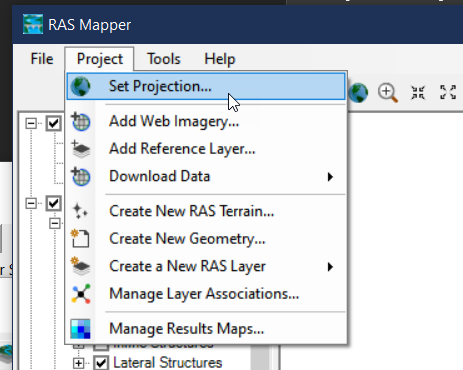 RAS Mapper
File Project Tools Help
Set Projection...
Add Web Imagery...
Add Reference Layer...
Download Data
Create New RAS Terrain...
Create New Geometry...
Create a New RAS Layer
Manage Layer Associations...
Manage Results Maps...
Lateral Structures